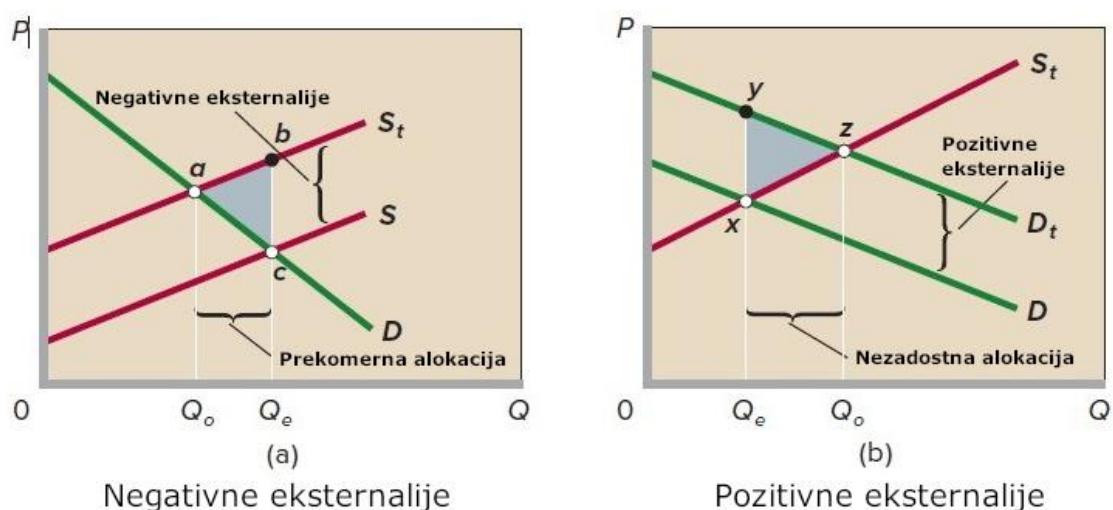 P
Negativne eksternalije
S_t
b
a
S
c
D
Prekomerna alokacija
0
Q_o
Q_e
Q
(a)
Negativne eksternalije
P
y
S_t
z
Pozitivne
eksternalije
x
D_t
D
Nezadostna alokacija
0
Q_e
Q_o
Q
(b)
Pozitivne eksternalije